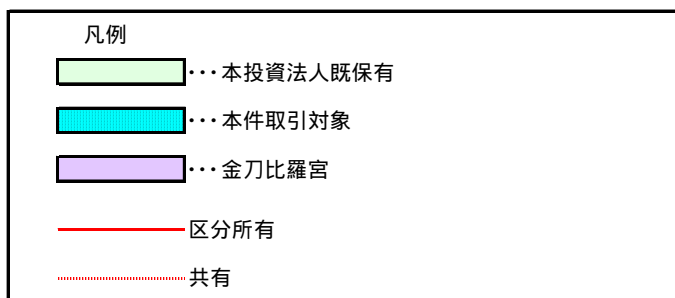 凡例
･･･本投資法人既保有
･･･本件取引対象
･･･金刀比羅宮
区分所有
共有